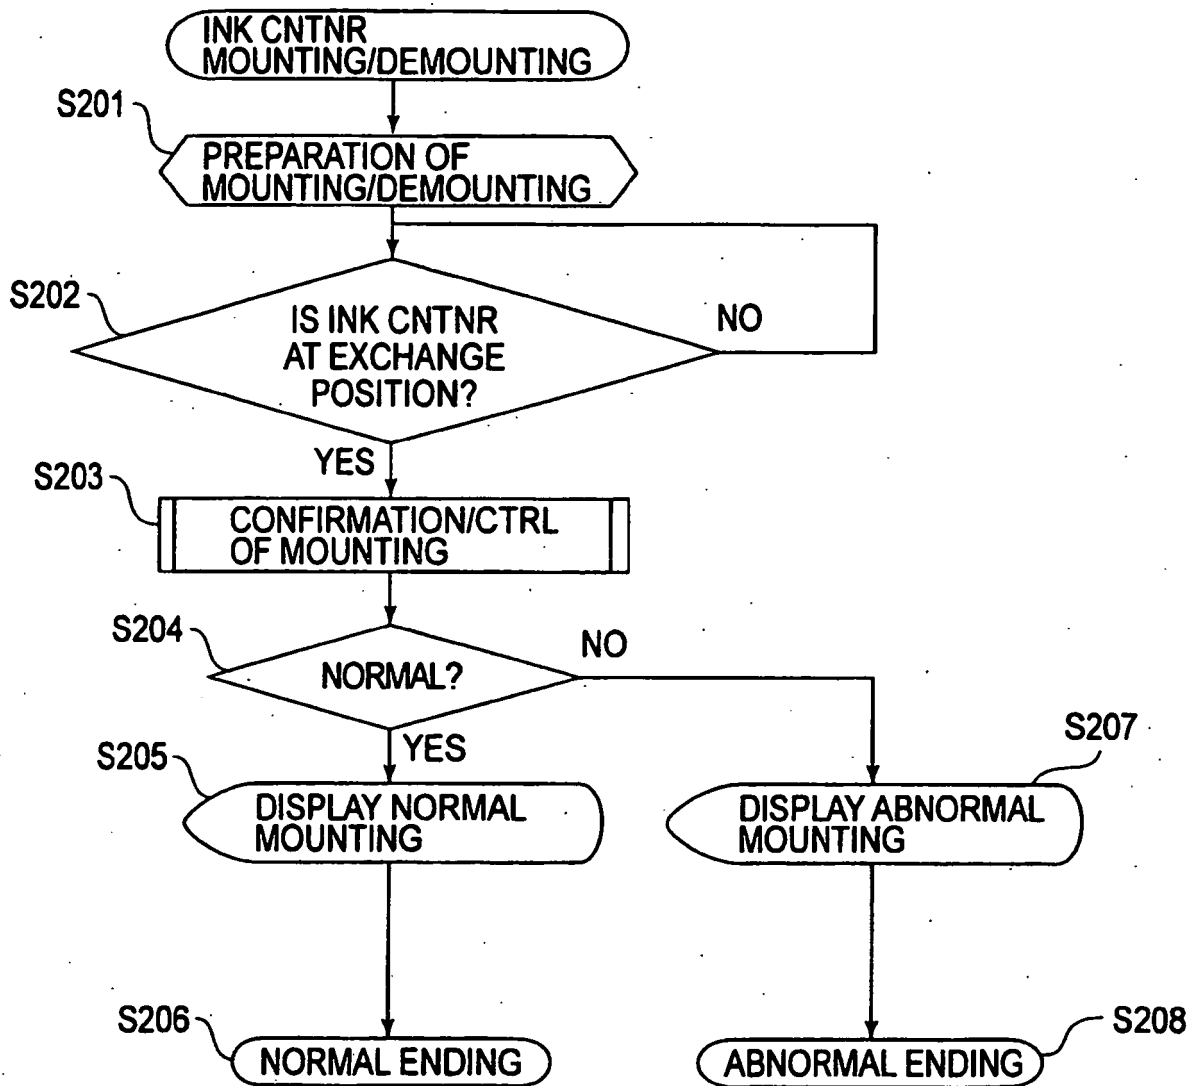 INK CNTNR
MOUNTING/DEMOUNTING
S201
PREPARATION OF
MOUNTING/DEMOUNTING
S202
IS INK CNTNR
AT EXCHANGE
POSITION?
NO
YES
S203
CONFIRMATION/CTRL
OF MOUNTING
S204
NORMAL?
NO
YES
S205
DISPLAY NORMAL
MOUNTING
S207
DISPLAY ABNORMAL
MOUNTING
S206
NORMAL ENDING
S208
ABNORMAL ENDING